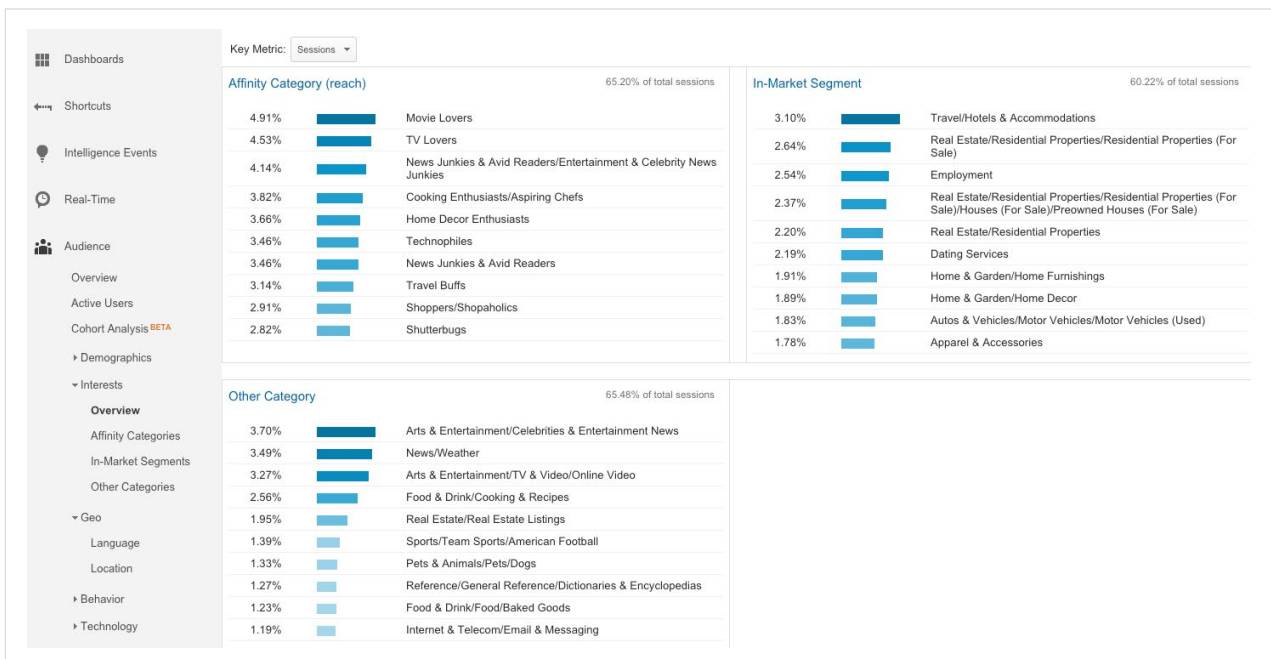 Dashboards
Shortcuts
Intelligence Events
Real-Time
Audience
Overview
Active Users
Cohort Analysis BETA
Demographics
Interests
Overview
Affinity Categories
In-Market Segments
Other Categories
Geo
Language
Location
Behavior
Technology
Key Metric: Sessions
Affinity Category (reach) 65.20% of total sessions
4.91% Movie Lovers
4.53% TV Lovers
4.14% News Junkies & Avid Readers/Entertainment & Celebrity News
Junkies
3.82% Cooking Enthusiasts/Aspiring Chefs
3.66% Home Decor Enthusiasts
3.46% Technophiles
3.46% News Junkies & Avid Readers
3.14% Travel Buffs
2.91% Shoppers/Shopaholics
2.82% Shutterbugs
In-Market Segment 60.22% of total sessions
3.10% Travel/Hotels & Accommodations
2.64% Real Estate/Residential Properties/Residential Properties (For
Sale)
2.54% Employment
2.37% Real Estate/Residential Properties/Residential Properties (For
Sale)/Houses (For Sale)/Preowned Houses (For Sale)
2.20% Real Estate/Residential Properties
2.19% Dating Services
1.91% Home & Garden/Home Furnishings
1.89% Home & Garden/Home Decor
1.83% Autos & Vehicles/Motor Vehicles/Motor Vehicles (Used)
1.78% Apparel & Accessories
Other Category 65.48% of total sessions
3.70% Arts & Entertainment/Celebrities & Entertainment News
3.49% News/Weather
3.27% Arts & Entertainment/TV & Video/Online Video
2.56% Food & Drink/Cooking & Recipes
1.95% Real Estate/Real Estate Listings
1.39% Sports/Team Sports/American Football
1.33% Pets & Animals/Pets/Dogs
1.27% Reference/General Reference/Dictionaries & Encyclopedias
1.23% Food & Drink/Food/Baked Goods
1.19% Internet & Telecom/Email & Messaging